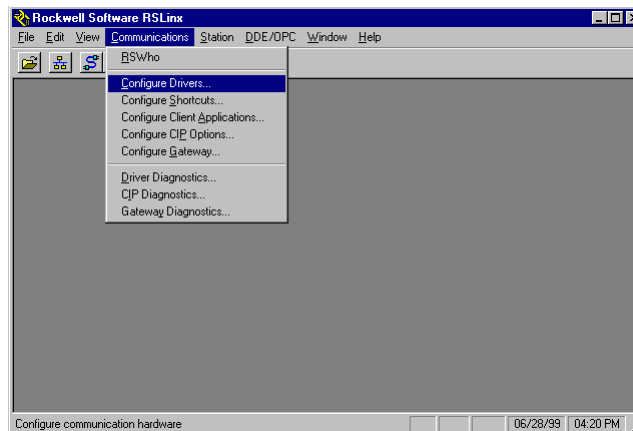 Rockwell Software RSLinx
File Edit View Communications Station DDE/OPC Window Help
RSWho
Configure Drivers...
Configure Shortcuts...
Configure Client Applications...
Configure CIP Options...
Configure Gateway...
Driver Diagnostics...
CIP Diagnostics...
Gateway Diagnostics...
Configure communication hardware 06/28/99 04:20 PM